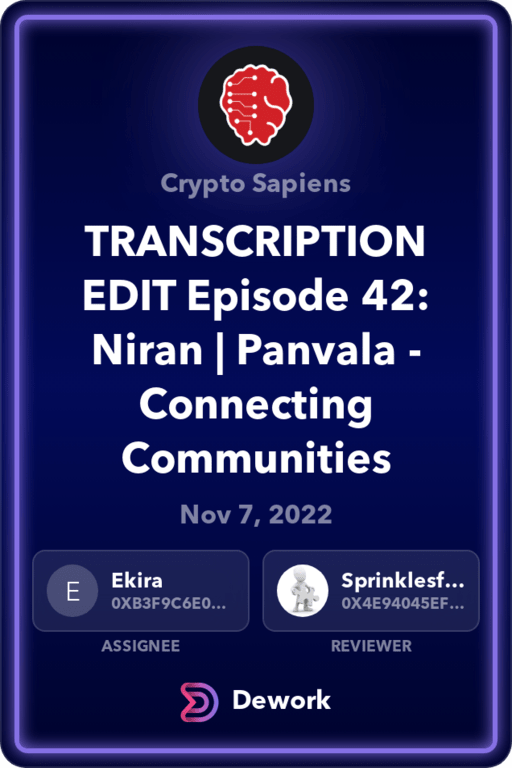 Crypto Sapiens
TRANSCRIPTION
EDIT Episode 42:
Niran | Panvala -
Connecting
Communities
Nov 7, 2022
E
Ekira
0XB3F9C6E0...
Sprinklesf...
0X4E94045EF...
ASSIGNEE
REVIEWER
Dework